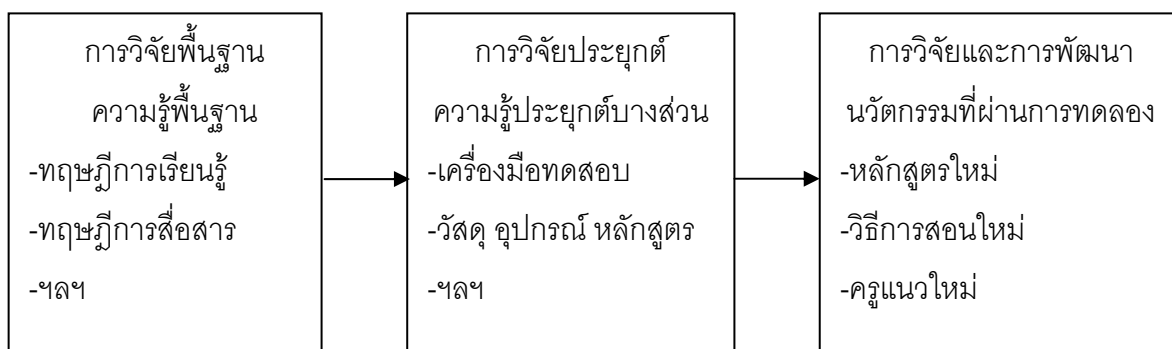 การวิจัยพื้นฐาน
ความรู้พื้นฐาน
-ทฤษฎีการเรียนรู้
-ทฤษฎีการสื่อสาร
-ฯลฯ
การวิจัยประยุกต์
ความรู้ประยุกต์บางส่วน
-เครื่องมือทดสอบ
-วัสดุ อุปกรณ์ หลักสูตร
-ฯลฯ
การวิจัยและการพัฒนา
นวัตกรรมที่ผ่านการทดลอง
-หลักสูตรใหม่
-วิธีการสอนใหม่
-ครูแนวใหม่